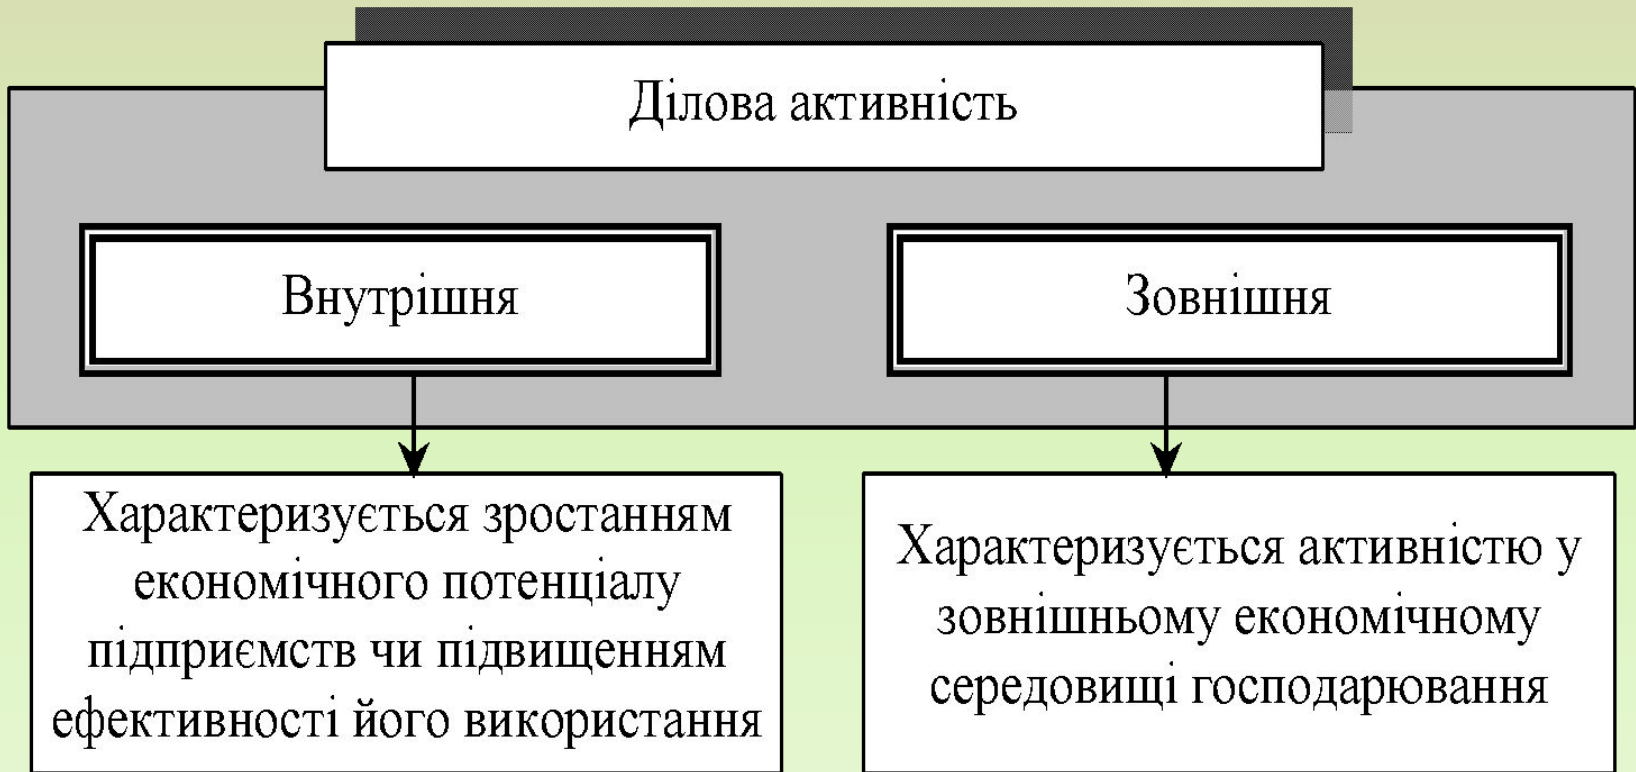 Ділова активність
Внутрішня
Зовнішня
Характеризується зростанням
економічного потенціалу
підприємств чи підвищенням
ефективності його використання
Характеризується активністю у
зовнішньому економічному
середовищі господарювання